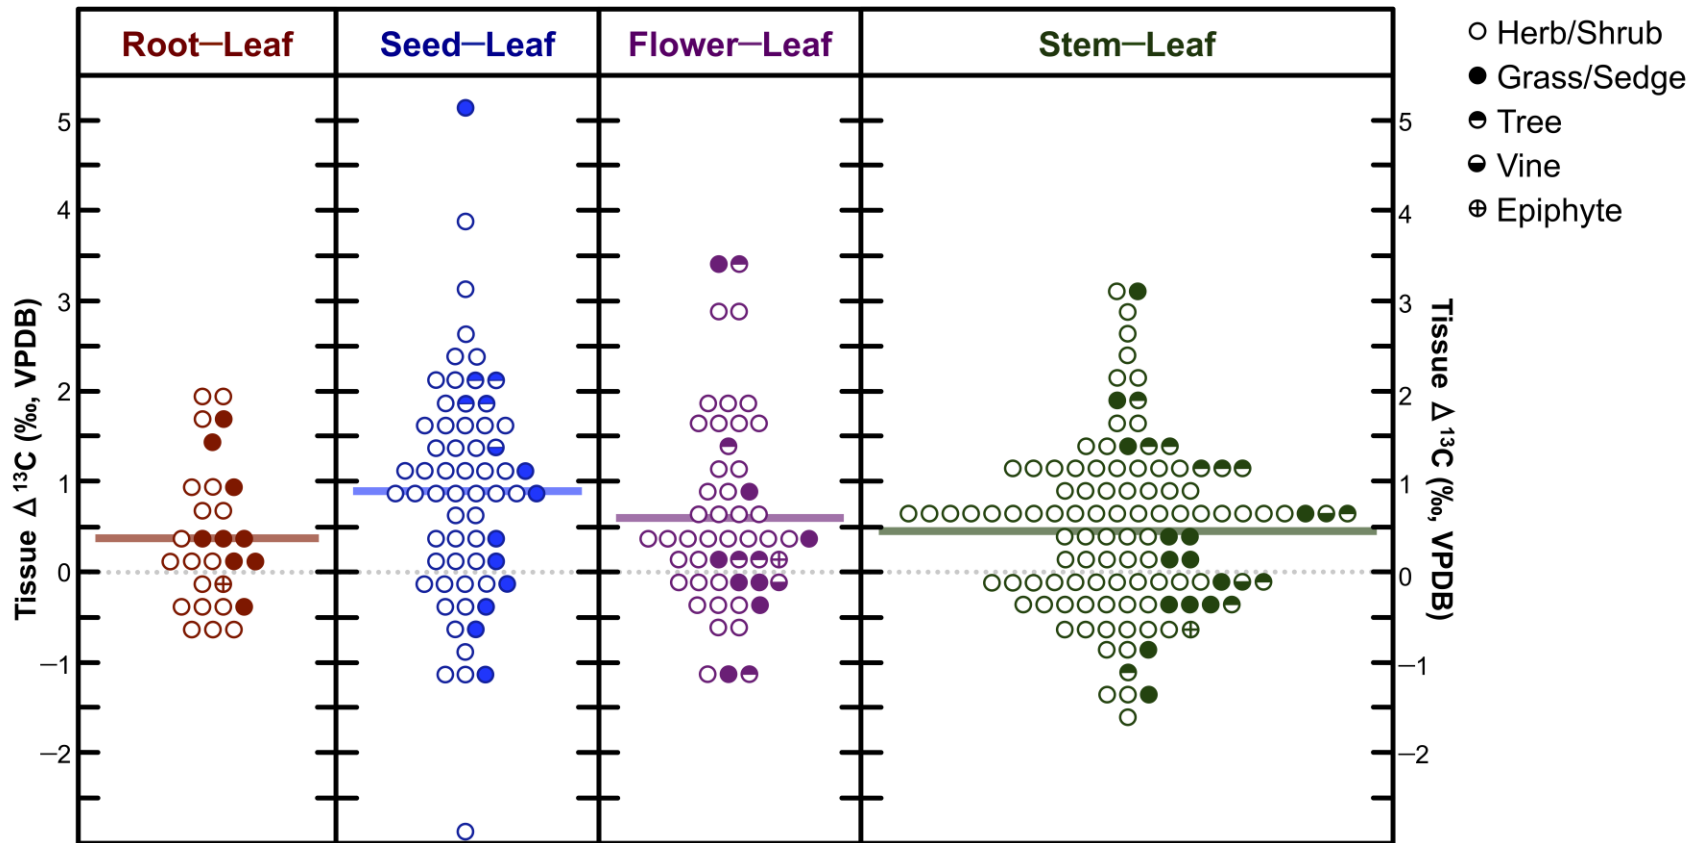 Root—Leaf
Seed—Leaf
Flower—Leaf
Stem—Leaf
Herb/Shrub
Grass/Sedge
Tree
Vine
Epiphyte
Tissue Δ ¹³C (‰, VPDB)
5
4
3
2
1
0
—1
—2
5
4
3
2
1
0
—1
—2
Tissue Δ ¹³C (‰, VPDB)